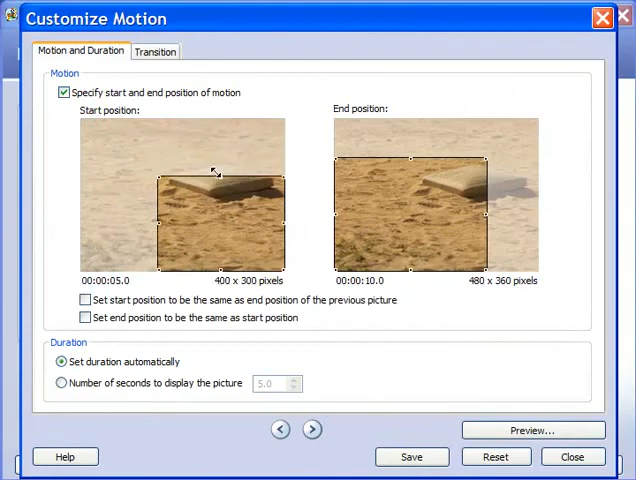 Customize Motion
Motion and Duration
Transition
Motion
Specify start and end position of motion
Start position:
End position:
00:00:05.0
400 x 300 pixels
00:00:10.0
480 x 360 pixels
Set start position to be the same as end position of the previous picture
Set end position to be the same as start position
Duration
Set duration automatically
Number of seconds to display the picture
5.0
Preview...
Help
Save
Reset
Close